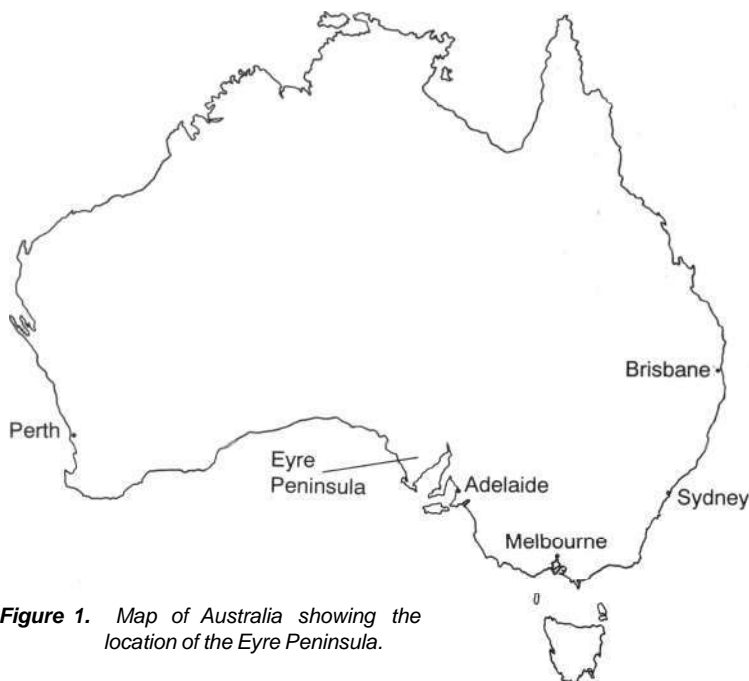 Brisbane
Perth
Eyre
Peninsula
Adelaide
Sydney
Melbourne
Figure 1. Map of Australia showing the
location of the Eyre Peninsula.